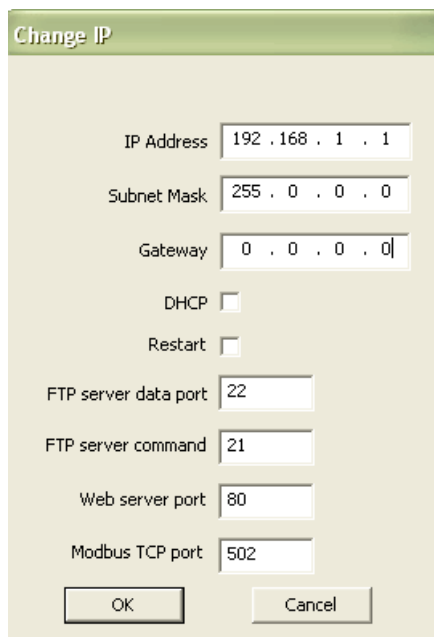 Change IP
IP Address 192 . 168 . 1 . 1
Subnet Mask 255 . 0 . 0 . 0
Gateway 0 . 0 . 0 . 0
DHCP
Restart
FTP server data port 22
FTP server command 21
Web server port 80
Modbus TCP port 502
OK Cancel